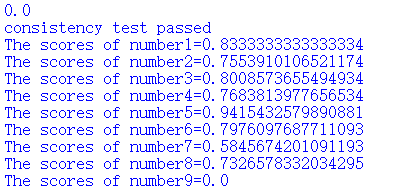 0.0
consistency test passed
The scores of number1=0.8333333333333334
The scores of number2=0.7553910106521174
The scores of number3=0.8008573655494934
The scores of number4=0.7683813977656534
The scores of number5=0.9415432579890881
The scores of number6=0.7976097687711093
The scores of number7=0.5845674201091193
The scores of number8=0.7326578332034295
The scores of number9=0.0